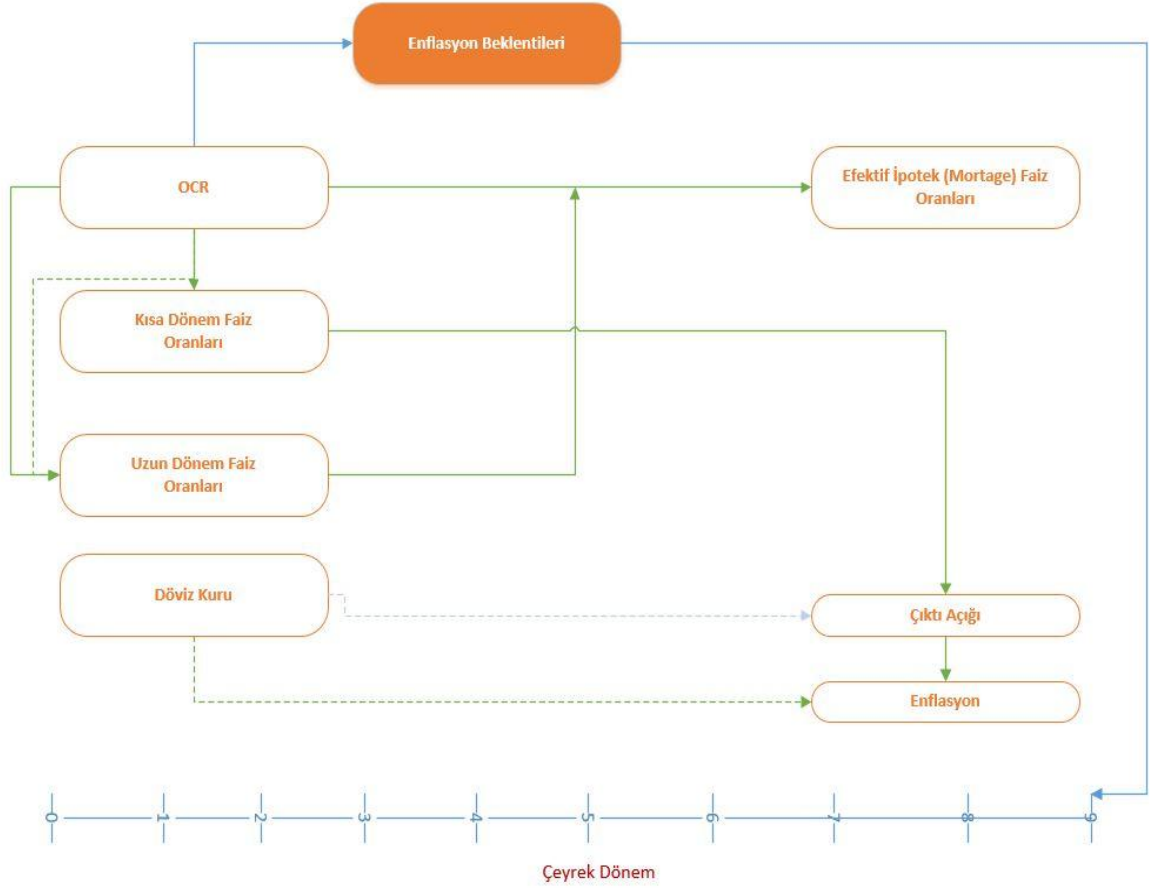 Enflasyon Beklentileri
OCR
Efektif İpotek (Mortage) Faiz
Oranları
Kısa Dönem Faiz
Oranları
Uzun Dönem Faiz
Oranları
Döviz Kuru
Çıktı Açığı
Enflasyon
0 1 2 3 4 5 6 7 8 9
Çeyrek Dönem